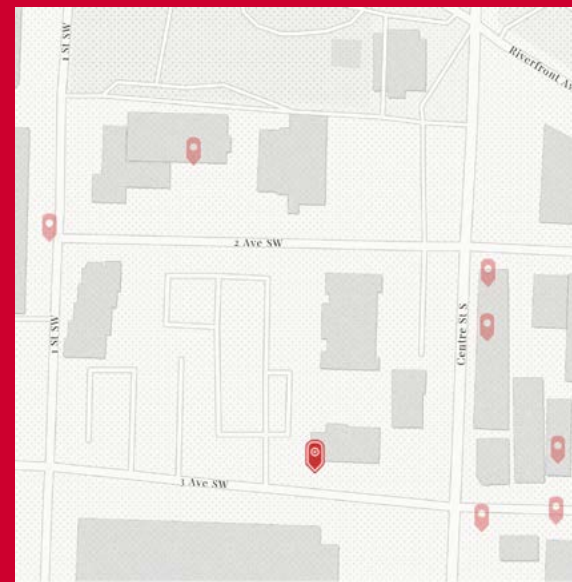 1 St SW
Riverfront Av
2 Ave SW
1 St SW
Centre St S
3 Ave SW